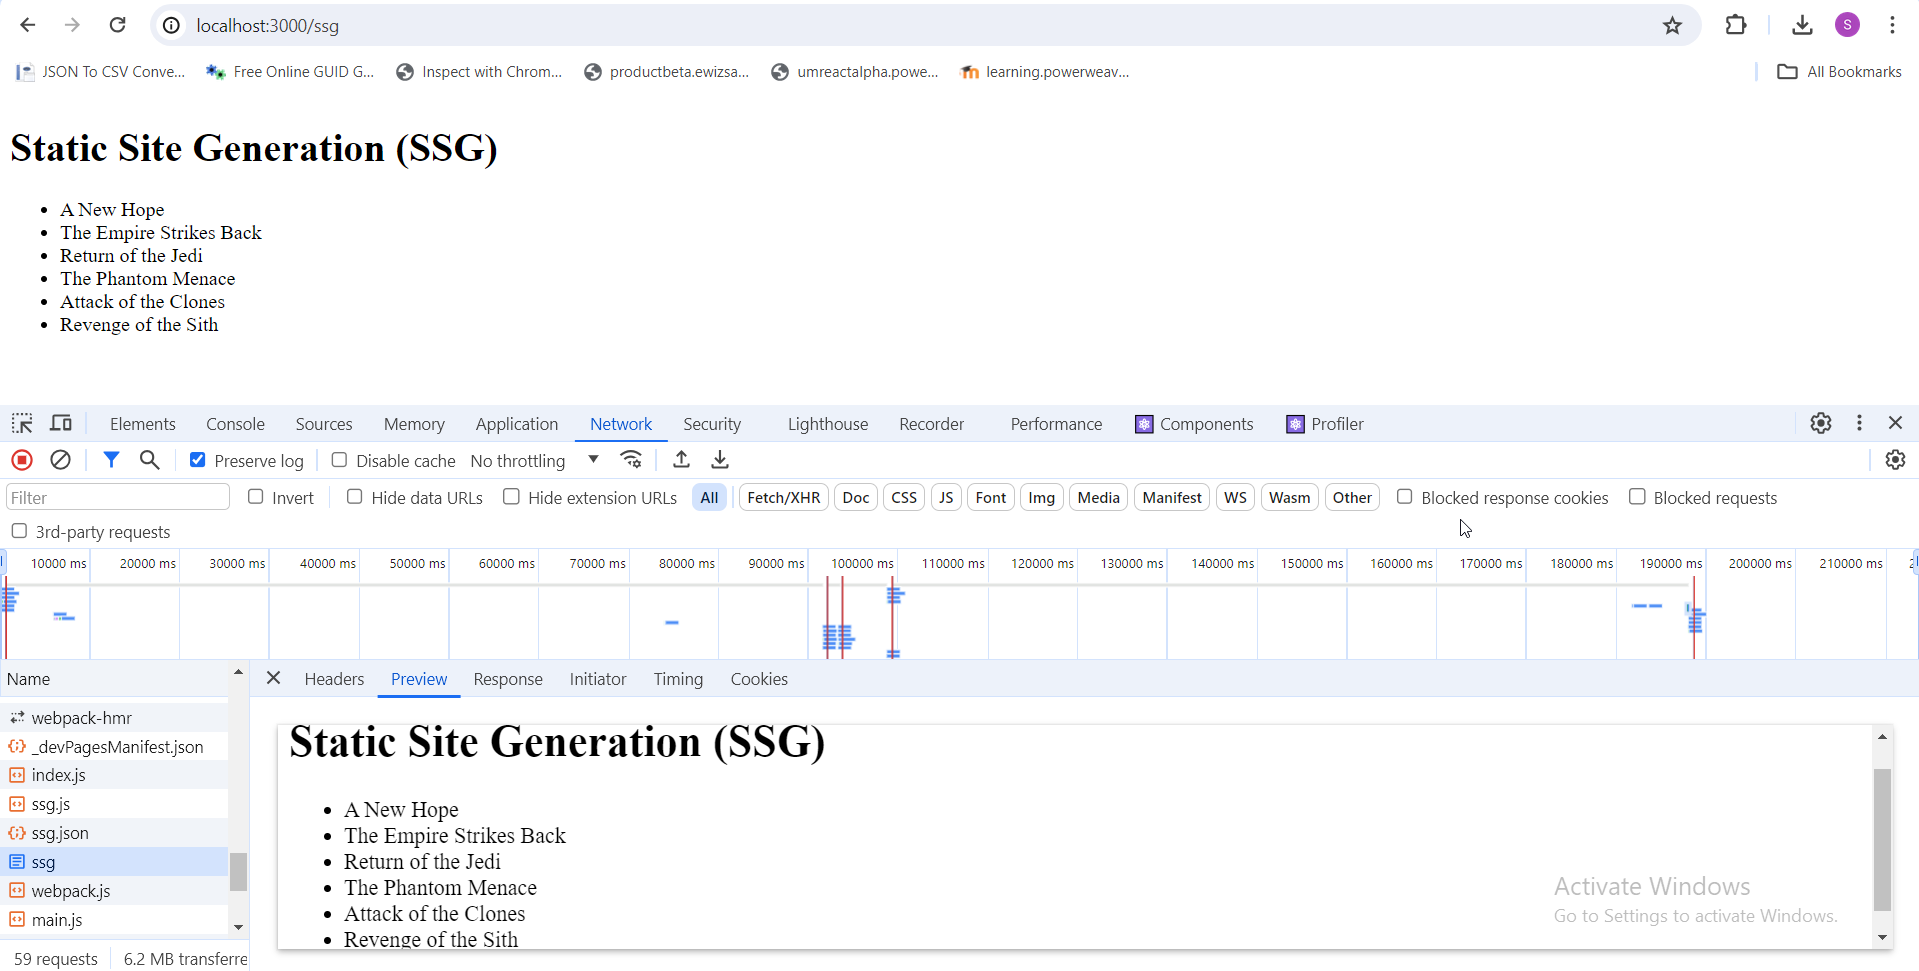 localhost:3000/ssg
S
JSON To CSV Conve... Free Online GUID G... Inspect with Chrom... productbeta.ewizsa... umreactalpha.powe... learning.powerweav... All Bookmarks
Static Site Generation (SSG)
A New Hope
The Empire Strikes Back
Return of the Jedi
The Phantom Menace
Attack of the Clones
Revenge of the Sith
Elements Console Sources Memory Application Network Security Lighthouse Recorder Performance Components Profiler
Preserve log Disable cache No throttling
Filter Invert Hide data URLs Hide extension URLs All Fetch/XHR Doc CSS JS Font Img Media Manifest WS Wasm Other Blocked response cookies Blocked requests
3rd-party requests
10000 ms 20000 ms 30000 ms 40000 ms 50000 ms 60000 ms 70000 ms 80000 ms 90000 ms 100000 ms 110000 ms 120000 ms 130000 ms 140000 ms 150000 ms 160000 ms 170000 ms 180000 ms 190000 ms 200000 ms 210000 ms
Name
webpack-hmr
_devPagesManifest.json
index.js
ssg.js
ssg.json
ssg
webpack.js
main.js
59 requests 6.2 MB transferre
Headers Preview Response Initiator Timing Cookies
Static Site Generation (SSG)
A New Hope
The Empire Strikes Back
Return of the Jedi
The Phantom Menace
Attack of the Clones
Revenge of the Sith
Activate Windows
Go to Settings to activate Windows.